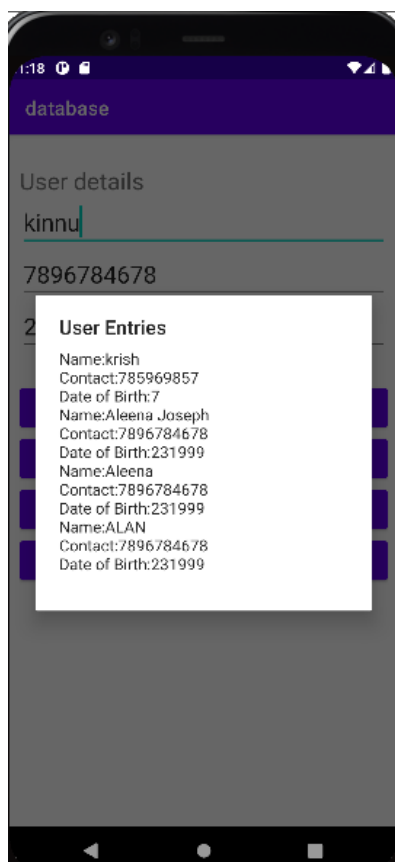 1:18
database
User details
kinnu
7896784678
2
User Entries
Name:krish
Contact:785969857
Date of Birth:7
Name:Aleena Joseph
Contact:7896784678
Date of Birth:231999
Name:Aleena
Contact:7896784678
Date of Birth:231999
Name:ALAN
Contact:7896784678
Date of Birth:231999